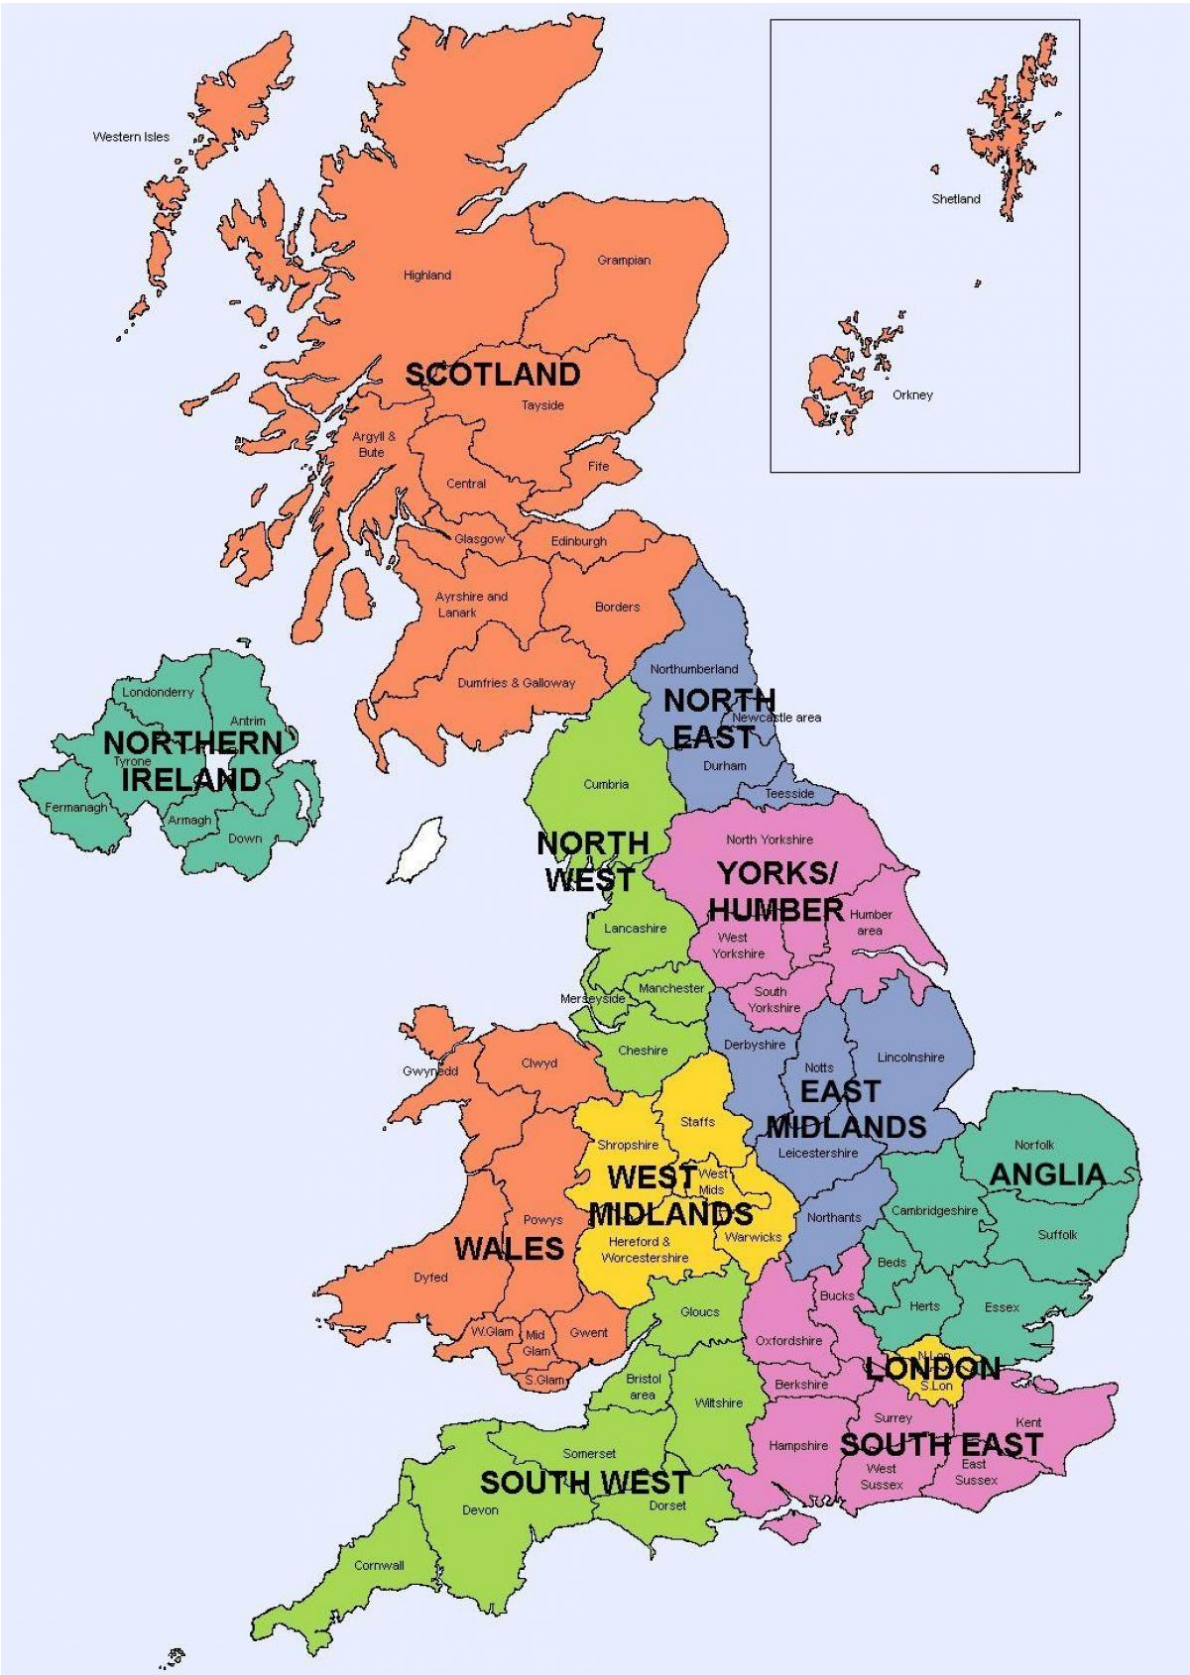 Western Isles
Shetland
Orkney
Highland
Grampian
SCOTLAND
Tayside
Argyll &
Bute
Central
Fife
Glasgow
Edinburgh
Ayrshire and
Lanark
Borders
Dumfries & Galloway
Londonderry
Antrim
NORTHERN
Tyrone
IRELAND
Fermanagh
Armagh
Down
Northumberland
NORTH
Newcastle area
EAST
Durham
Teesside
Cumbria
NORTH
WEST
Lancashire
Merseyside
Manchester
Cheshire
North Yorkshire
YORKS/
HUMBER
Humber
area
West
Yorkshire
South
Yorkshire
Derbyshire
Notts
Lincolnshire
EAST
MIDLANDS
Leicestershire
Northants
Gwynedd
Clwyd
Powys
WALES
Dyfed
W.Glam
Mid
Glam
Gwent
S.Glam
Staffs
Shropshire
WEST
West
Mids
MIDLANDS
Hereford &
Worcestershire
Warwicks
Norfolk
ANGLIA
Cambridgeshire
Suffolk
Beds
Herts
Essex
Gloucs
Bristol
area
Wiltshire
Somerset
SOUTH WEST
Dorset
Devon
Cornwall
Bucks
Oxfordshire
Berkshire
N.Lon
LONDON
S.Lon
Surrey
Kent
Hampshire
SOUTH EAST
West
Sussex
East
Sussex